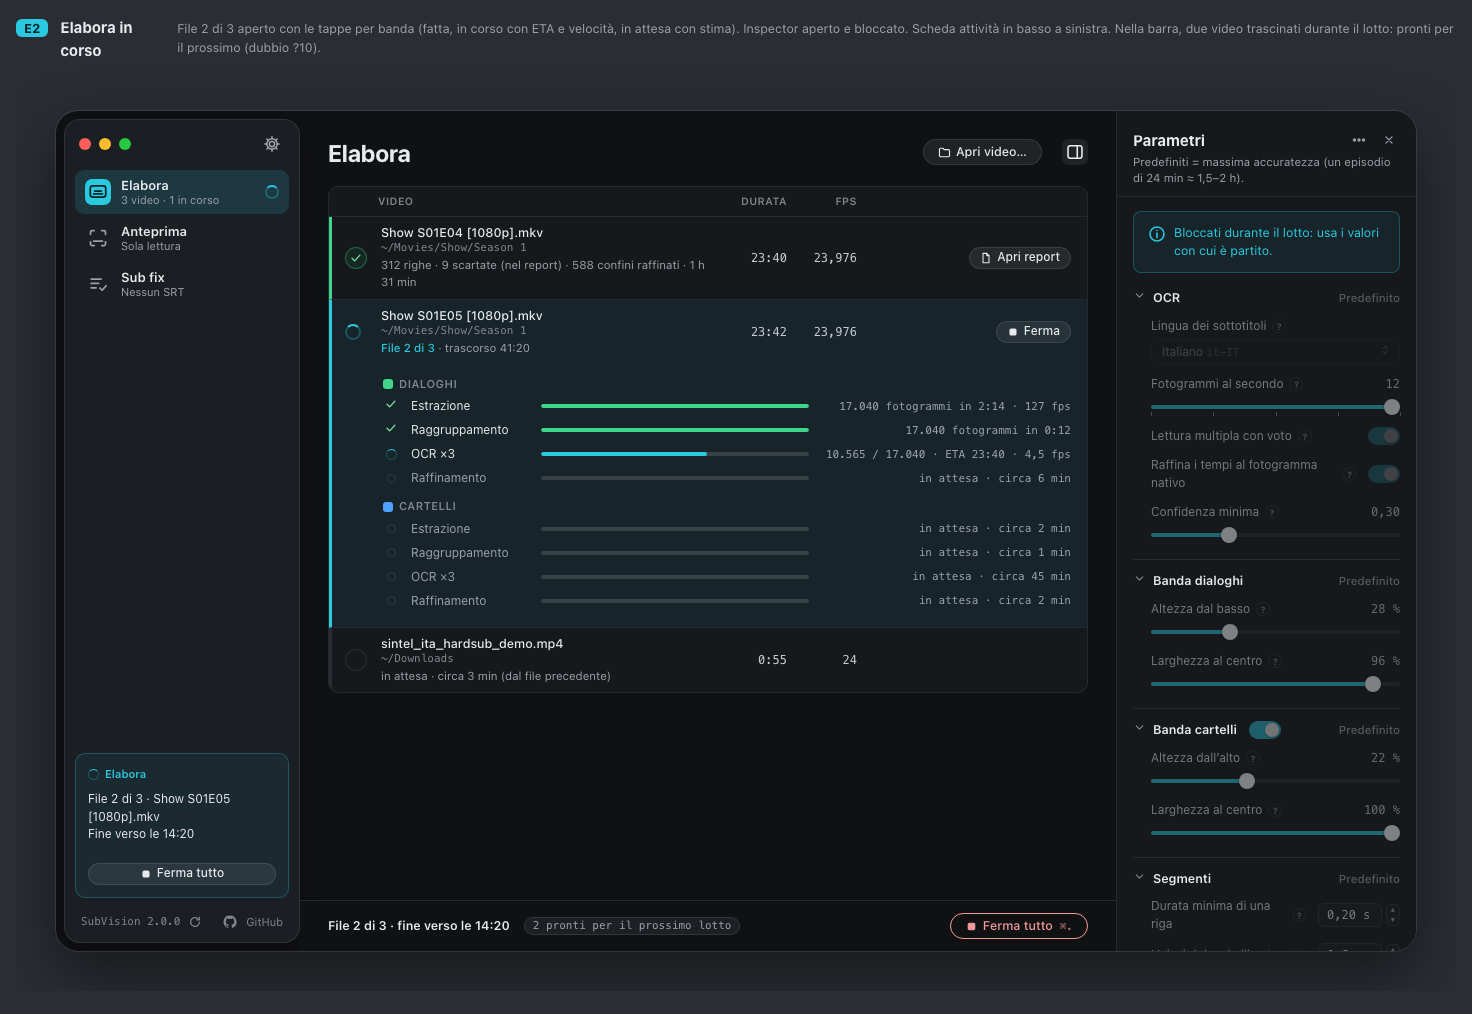 E2
Elabora in corso
File 2 di 3 aperto con le tappe per banda (fatta, in corso con ETA e velocità, in attesa con stima). Inspector aperto e bloccato. Scheda attività in basso a sinistra. Nella barra, due video trascinati durante il lotto: pronti per
il prossimo (dubbio ?10).
Elabora
3 video · 1 in corso
Anteprima
Sola lettura
Sub fix
Nessun SRT
Elabora
File 2 di 3 · Show S01E05
[1080p].mkv
Fine verso le 14:20
Ferma tutto
SubVision 2.0.0
GitHub
Elabora
Apri video...
VIDEO DURATA FPS
Show S01E04 [1080p].mkv
~/Movies/Show/Season 1
312 righe · 9 scartate (nel report) · 588 confini raffinati · 1 h
31 min
23:40 23,976
Apri report
Show S01E05 [1080p].mkv
~/Movies/Show/Season 1
File 2 di 3 · trascorso 41:20
23:42 23,976
Ferma
DIALOGHI
Estrazione 17.040 fotogrammi in 2:14 · 127 fps
Raggruppamento 17.040 fotogrammi in 0:12
OCR ×3 10.565 / 17.040 · ETA 23:40 · 4,5 fps
Raffinamento in attesa · circa 6 min
CARTELLI
Estrazione in attesa · circa 2 min
Raggruppamento in attesa · circa 1 min
OCR ×3 in attesa · circa 45 min
Raffinamento in attesa · circa 2 min
sintel_ita_hardsub_demo.mp4
~/Downloads
in attesa · circa 3 min (dal file precedente)
0:55 24
File 2 di 3 · fine verso le 14:20
2 pronti per il prossimo lotto
Ferma tutto ⌘.
Parametri
Predefiniti = massima accuratezza (un episodio
di 24 min ≈ 1,5–2 h).
Bloccati durante il lotto: usa i valori
con cui è partito.
OCR Predefinito
Lingua dei sottotitoli ?
Italiano it-IT
Fotogrammi al secondo ? 12
Lettura multipla con voto ?
Raffina i tempi al fotogramma
nativo ?
Confidenza minima ? 0,30
Banda dialoghi Predefinito
Altezza dal basso ? 28 %
Larghezza al centro ? 96 %
Banda cartelli Predefinito
Altezza dall'alto ? 22 %
Larghezza al centro ? 100 %
Segmenti Predefinito
Durata minima di una
riga ? 0,20 s